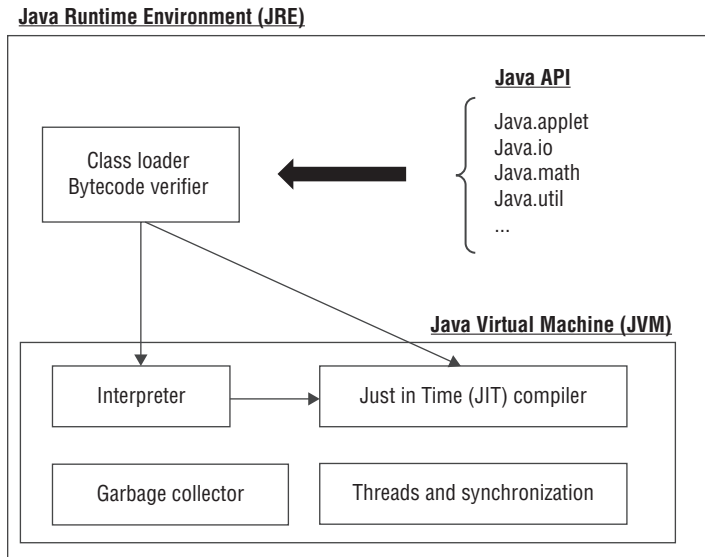 Java Runtime Environment (JRE)
Java API
Java.applet
Java.io
Java.math
Java.util
...
Class loader
Bytecode verifier
Java Virtual Machine (JVM)
Interpreter
Just in Time (JIT) compiler
Garbage collector
Threads and synchronization